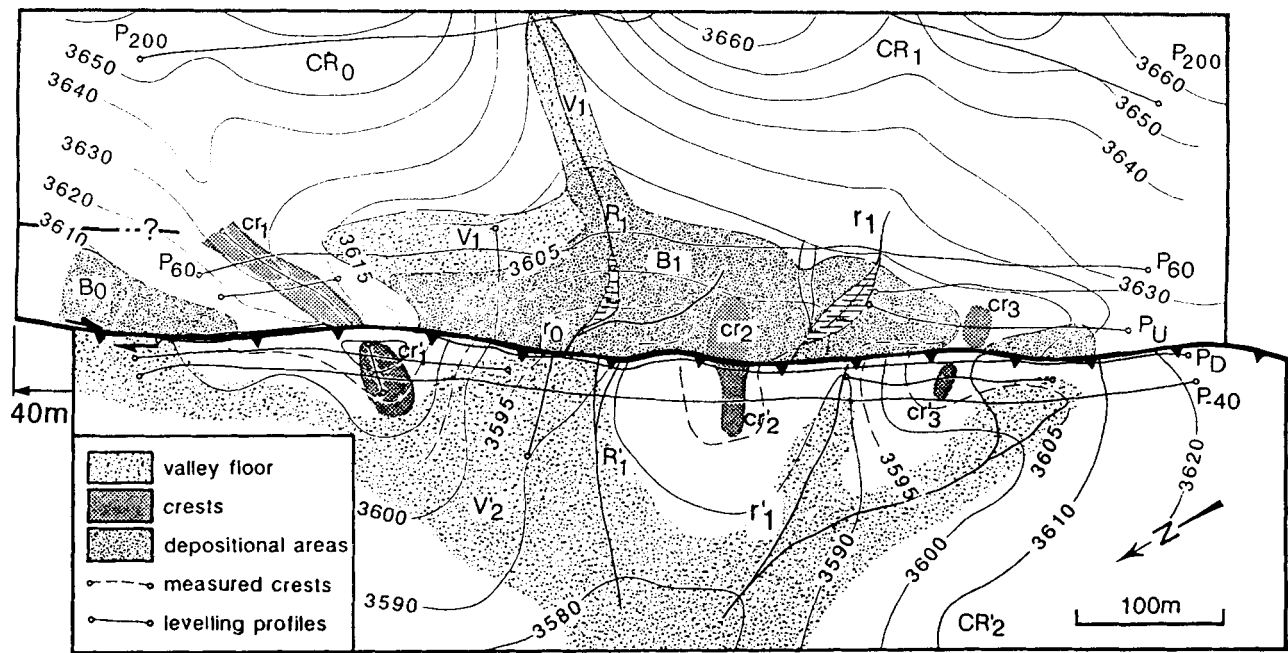 P200
CR0
3660
CR1
P200
3650
3660
3650
3640
V1
3640
3630
3620
3610
?
cr1
3615
V1
3605
R1
B1
r1
P60
P60
3630
B0
r0
cr2
cr3
PU
cr'1
PD
P-40
40m
3595
cr'2
cr'3
3605
3620
valley floor
crests
depositional areas
measured crests
levelling profiles
R'1
3595
3600
V'2
r'1
3590
3600
3610
N
3590
3580
CR'2
100m